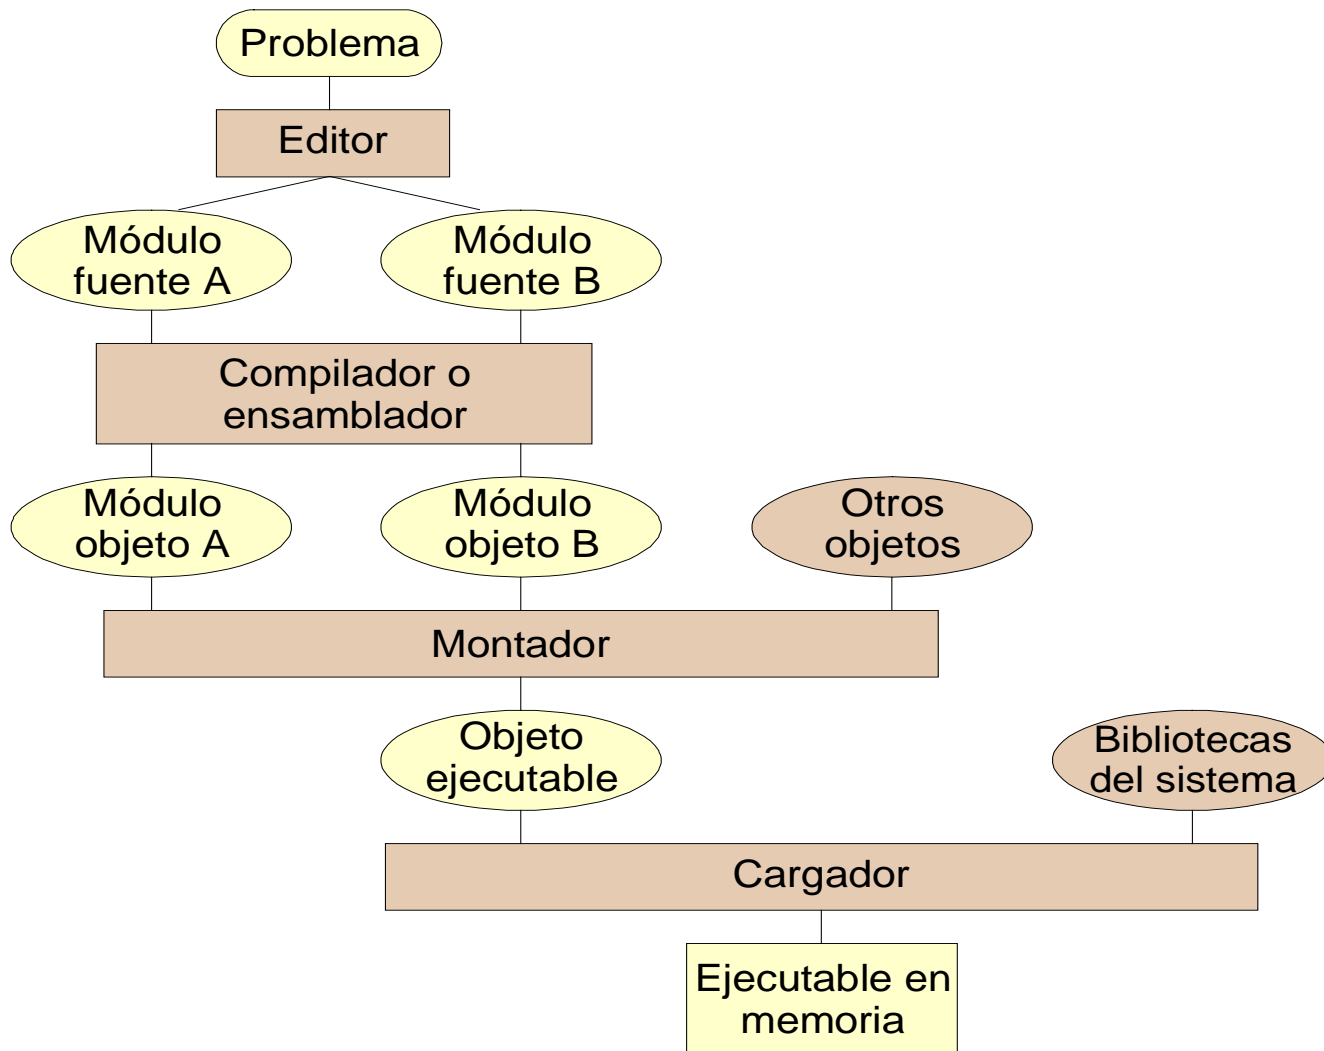 Problema
Editor
Módulo
fuente A
Módulo
fuente B
Compilador o
ensamblador
Módulo
objeto A
Módulo
objeto B
Otros
objetos
Montador
Objeto
ejecutable
Bibliotecas
del sistema
Cargador
Ejecutable en
memoria